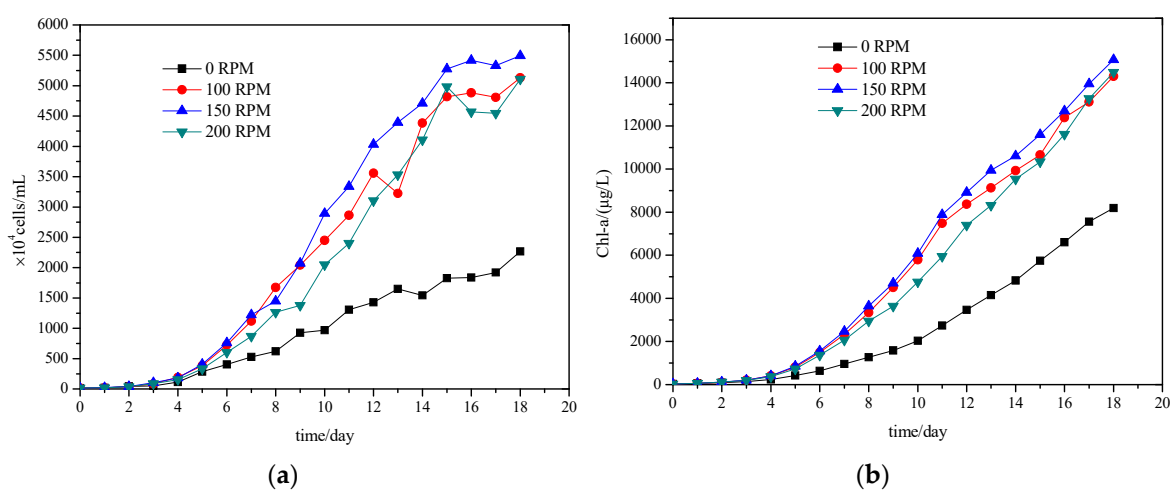 6000
5500
5000
4500
4000
3500
3000
2500
2000
1500
1000
500
0
×10⁴cells/mL
0 RPM
100 RPM
150 RPM
200 RPM
0 2 4 6 8 10 12 14 16 18 20
time/day
(a)
16000
14000
12000
10000
8000
6000
4000
2000
0
Chl-a/(μg/L)
0 RPM
100 RPM
150 RPM
200 RPM
0 2 4 6 8 10 12 14 16 18 20
time/day
(b)